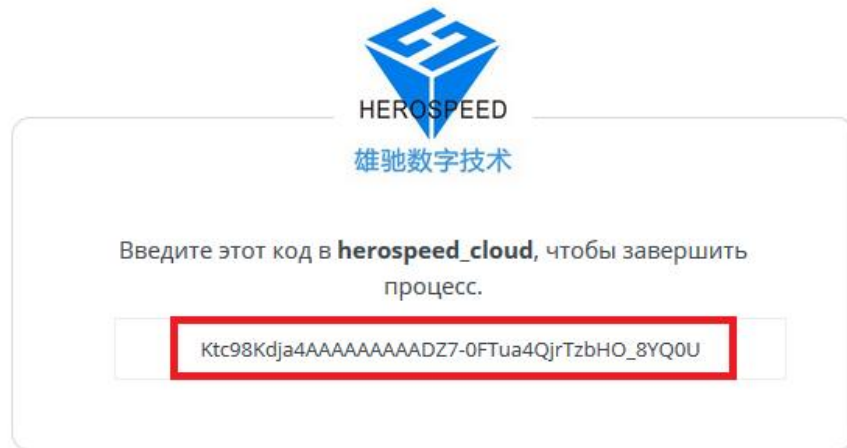 HEROSPEED
雄驰数字技术
Введите этот код в herospeed_cloud, чтобы завершить
процесс.
Ktc98Kdja4AAAAAAAAADZ7-0FTua4QjrTzbHO_8YQ0U